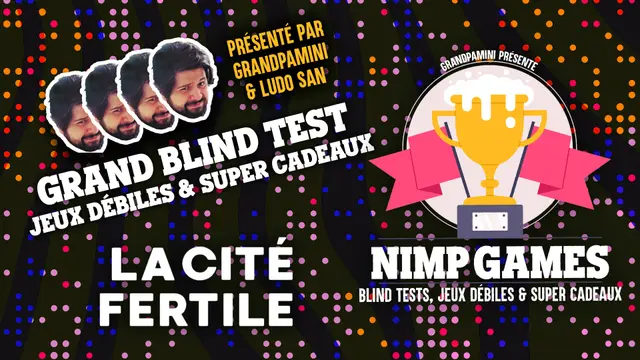 PRÉSENTÉ PAR
GRANDPAMINI
& LUDO SAN
GRAND BLIND TEST
JEUX DÉBILES & SUPER CADEAUX
LA CITÉ
FERTILE
GRANDPAMINI PRÉSENTE
NIMP GAMES
BLIND TESTS, JEUX DÉBILES & SUPER CADEAUX